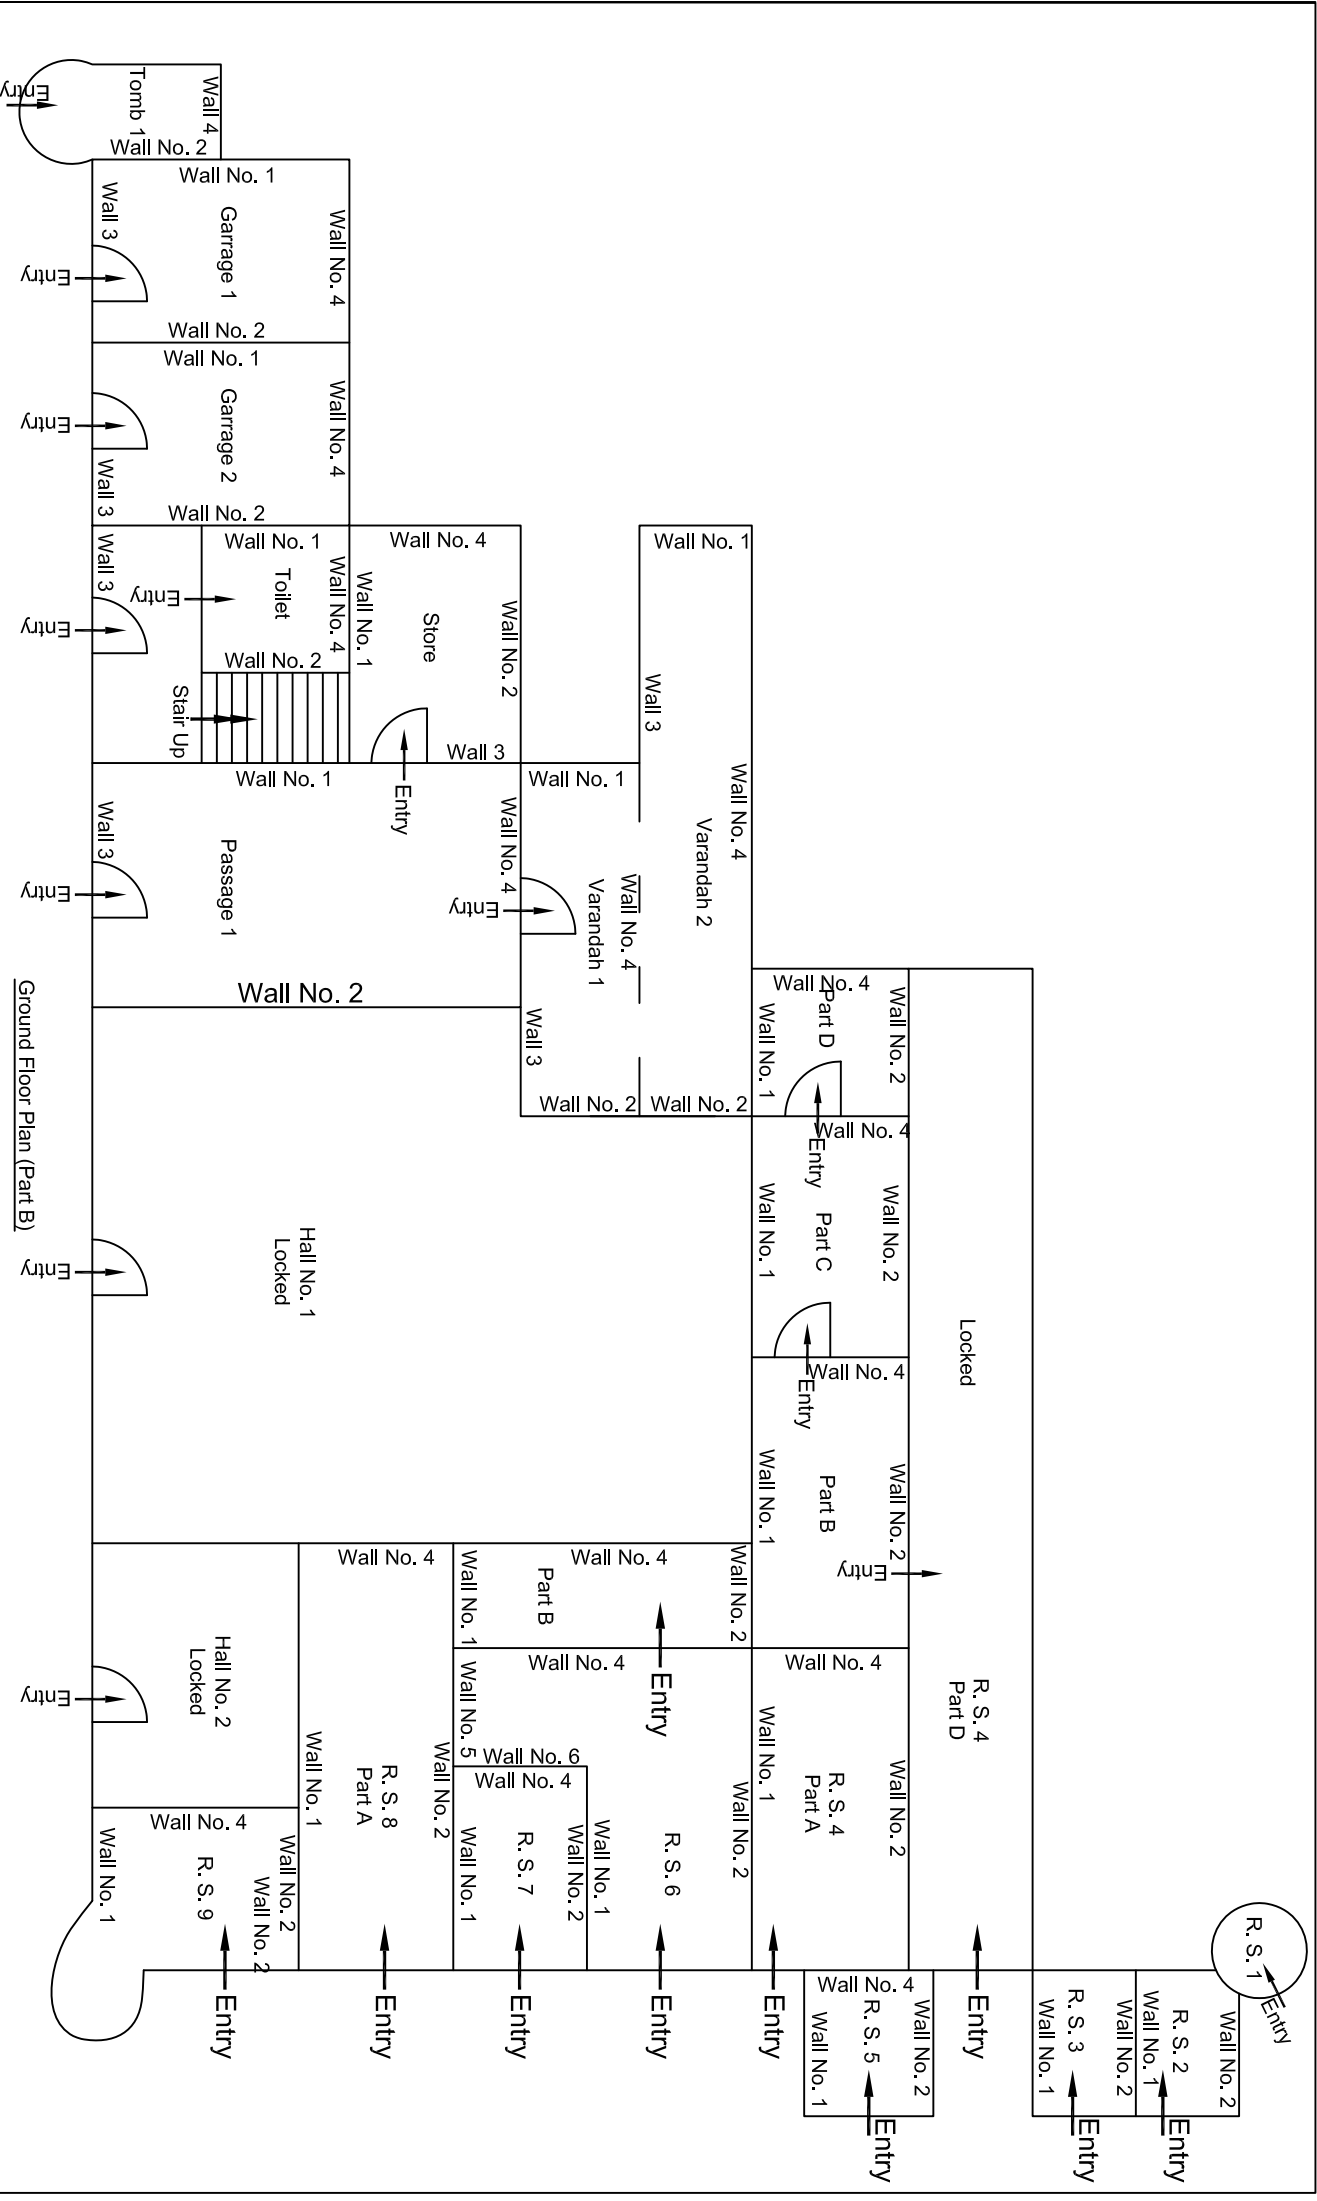 Wall 4
Tomb 1
Entry
Wall No. 2
Wall No. 1
Wall No. 4
Garrage 1
Wall 3
Entry
Wall No. 2
Wall No. 1
Wall No. 4
Garrage 2
Wall 3
Entry
Wall No. 2
Wall 3
Entry
Wall No. 1
Toilet
Wall No. 4
Entry
Wall No. 2
Stair Up
Wall No. 4
Wall No. 1
Store
Wall No. 2
Wall 3
Entry
Wall No. 1
Wall No. 4
Passage 1
Wall 3
Entry
Wall No. 2
Wall No. 1
Wall No. 4
Varandah 1
Entry
Wall 3
Wall No. 2
Wall No. 1
Wall 3
Wall No. 4
Varandah 2
Wall No. 2
Wall No. 4
Part D
Wall No. 2
Wall No. 1
Entry
Wall No. 4
Part C
Wall No. 2
Wall No. 1
Entry
Wall No. 4
Part B
Wall No. 2
Wall No. 1
Entry
Locked
R. S. 4
Part D
Entry
Wall No. 4
R. S. 4
Part A
Wall No. 2
Wall No. 1
Entry
Hall No. 1
Locked
Entry
Hall No. 2
Locked
Entry
Wall No. 4
Part B
Wall No. 1
Wall No. 2
Entry
Wall No. 4
Wall No. 5
Wall No. 6
Wall No. 2
Wall No. 1
R. S. 6
Entry
Wall No. 4
R. S. 7
Wall No. 2
Wall No. 1
Entry
Wall No. 4
R. S. 8
Part A
Wall No. 2
Wall No. 1
Entry
Wall No. 4
R. S. 9
Wall No. 2
Wall No. 2
Wall No. 1
Entry
Wall No. 4
R. S. 5
Wall No. 2
Wall No. 1
Entry
R. S. 3
Wall No. 2
Wall No. 1
Entry
R. S. 2
Wall No. 2
Wall No. 1
Entry
R. S. 1
Entry
Ground Floor Plan (Part B)